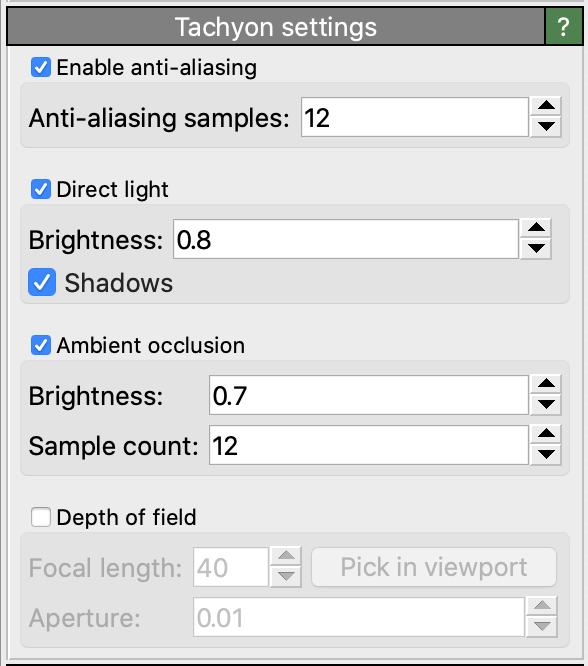 Tachyon settings ?
Enable anti-aliasing
Anti-aliasing samples: 12
Direct light
Brightness: 0.8
Shadows
Ambient occlusion
Brightness: 0.7
Sample count: 12
Depth of field
Focal length: 40 Pick in viewport
Aperture: 0.01